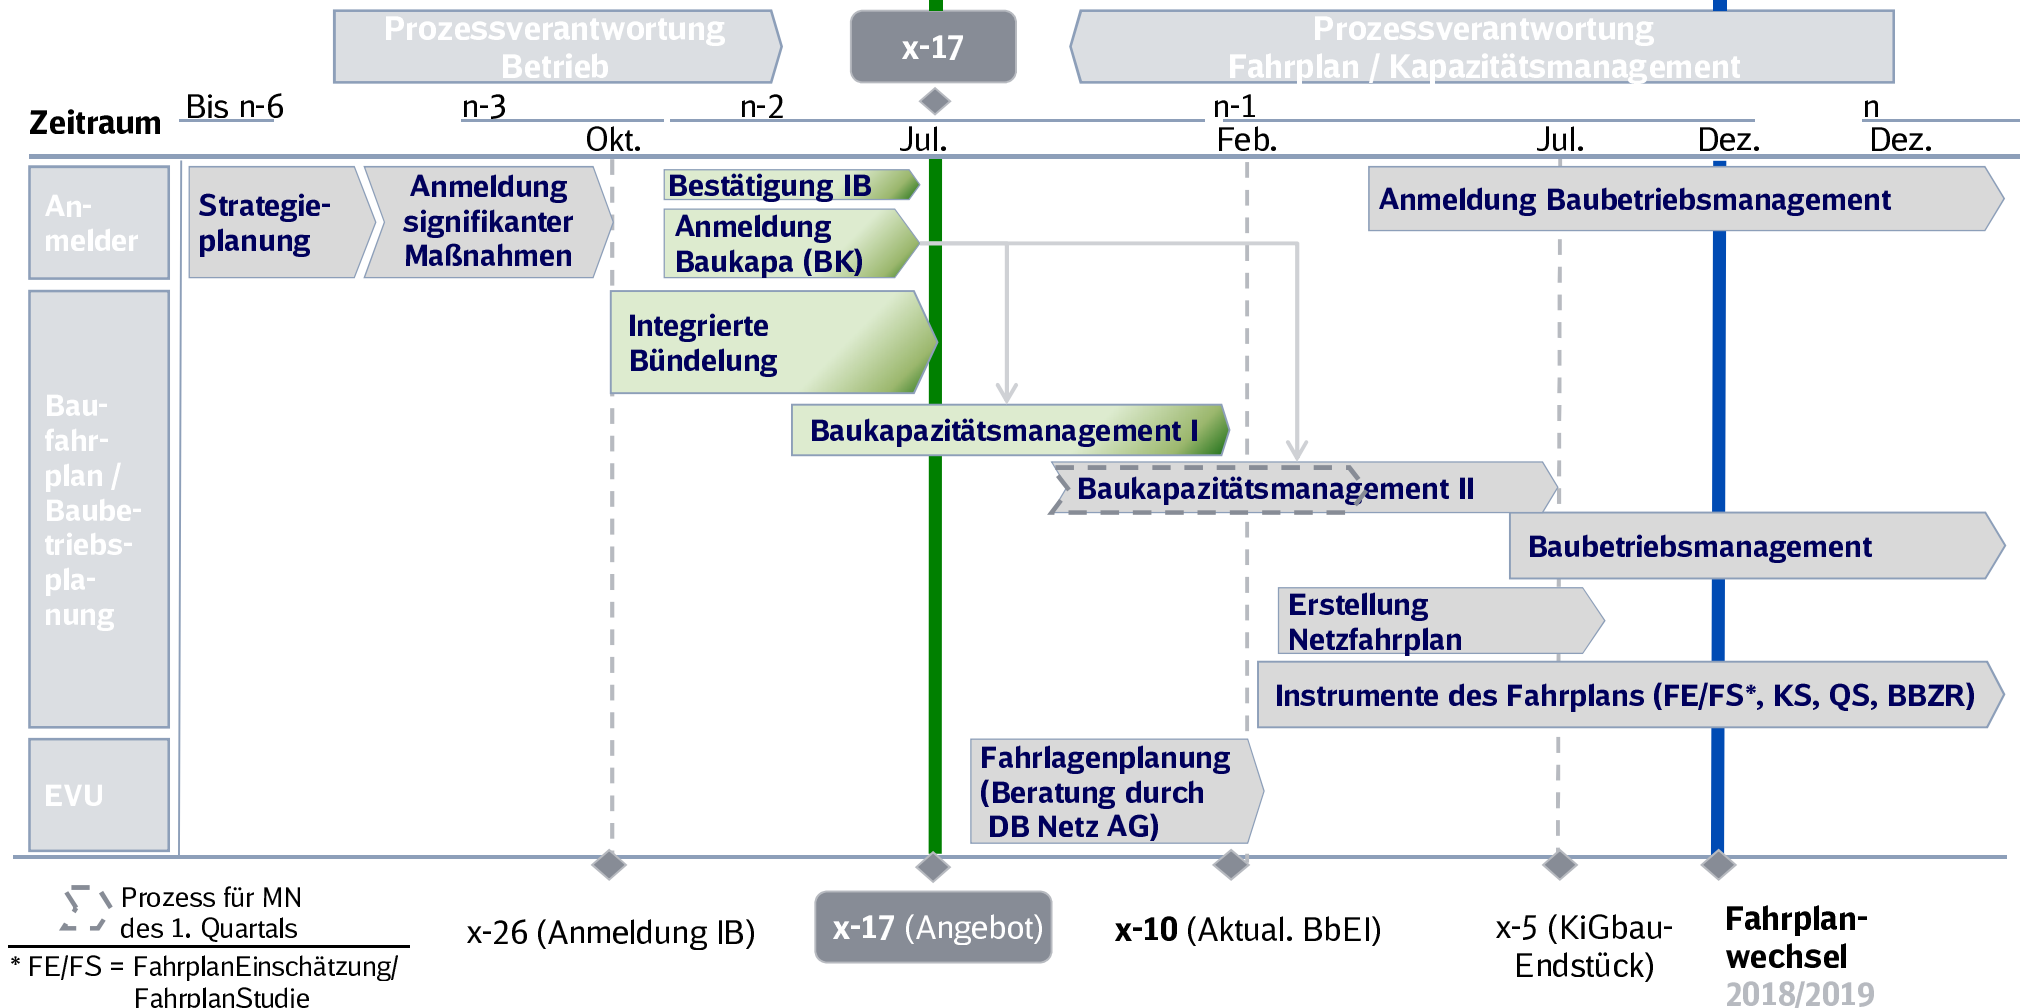 Prozessverantwortung
Betrieb
x-17
Prozessverantwortung
Fahrplan / Kapazitätsmanagement
Zeitraum
Bis n-6
n-3
n-2
n-1
n
Okt.
Jul.
Feb.
Jul.
Dez.
Dez.
An-
melder
Strategie-
planung
Anmeldung
signifikanter
Maßnahmen
Bestätigung IB
Anmeldung
Baukapa (BK)
Anmeldung Baubetriebsmanagement
Bau-
fahr-
plan /
Baube-
triebs-
pla-
nung
Integrierte
Bündelung
Baukapazitätsmanagement I
Baukapazitätsmanagement II
Baubetriebsmanagement
Erstellung
Netzfahrplan
Instrumente des Fahrplans (FE/FS*, KS, QS, BBZR)
EVU
Fahrlagenplanung
(Beratung durch
DB Netz AG)
Prozess für MN
des 1. Quartals
* FE/FS = FahrplanEinschätzung/
FahrplanStudie
x-26 (Anmeldung IB)
x-17 (Angebot)
x-10 (Aktual. BbEI)
x-5 (KiGbau-
Endstück)
Fahrplan-
wechsel
2018/2019